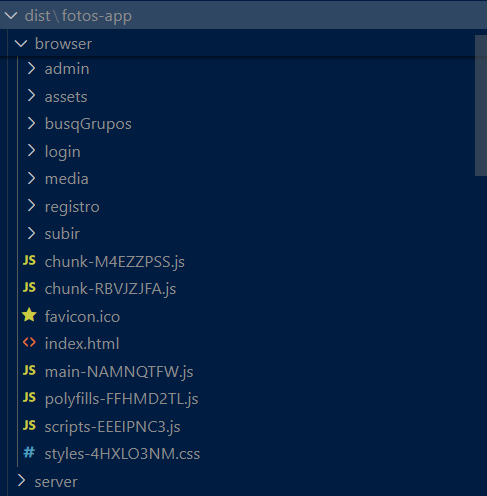 dist\fotos-app
browser
admin
assets
busqGrupos
login
media
registro
subir
JS chunk-M4EZZPSS.js
JS chunk-RBVJZJFA.js
favicon.ico
<> index.html
JS main-NAMNQTFW.js
JS polyfills-FFHMD2TL.js
JS scripts-EEEIPNC3.js
# styles-4HXLO3NM.css
server